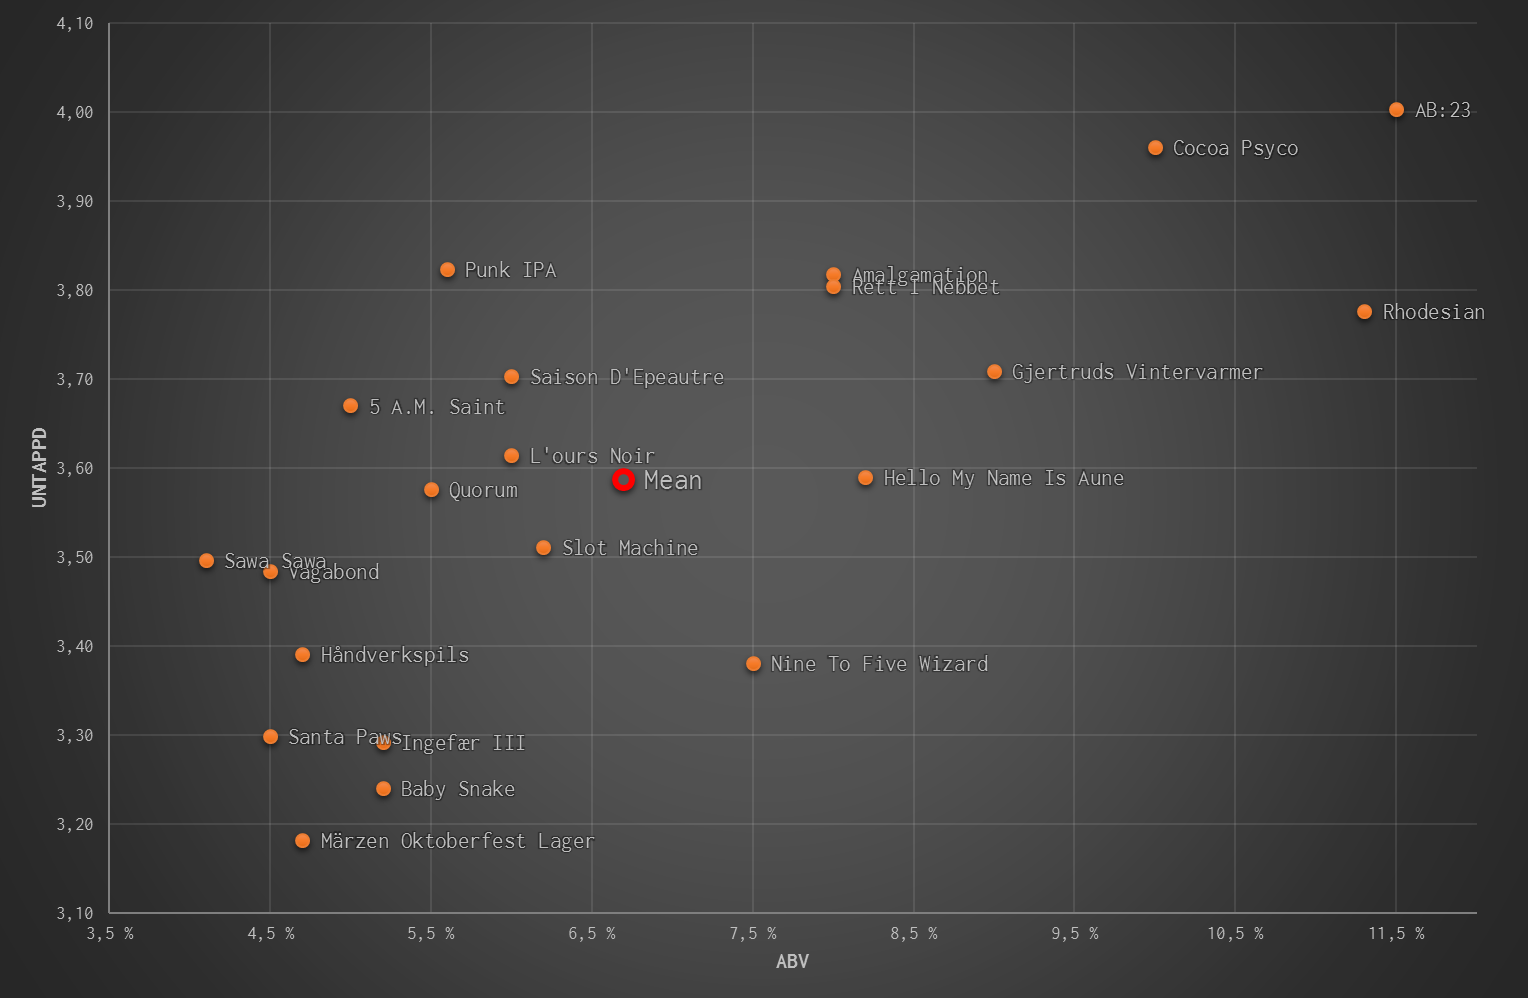 4,10
4,00
AB:23
Cocoa Psyco
3,90
Punk IPA
Amalgamation
3,80
Rett I Nebbet
Rhodesian
Gjertruds Vintervarmer
3,70
Saison D'Epeautre
5 A.M. Saint
L'ours Noir
3,60
Hello My Name Is Aune
Mean
Quorum
UNTAPPD
Slot Machine
3,50
Sawa Sawa
Vagabond
3,40
Håndverkspils
Nine To Five Wizard
3,30
Santa Paws
Ingefær III
Baby Snake
3,20
Märzen Oktoberfest Lager
3,10
3,5 % 4,5 % 5,5 % 6,5 % 7,5 % 8,5 % 9,5 % 10,5 % 11,5 %
ABV